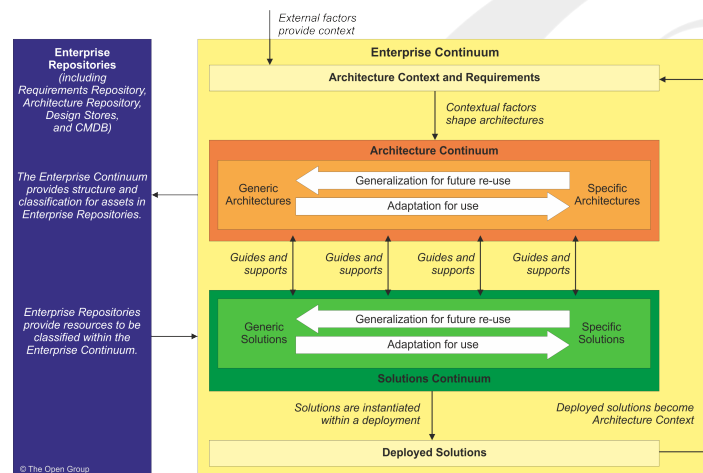 External factors
provide context
Enterprise
Repositories
(including
Requirements Repository,
Architecture Repository,
Design Stores,
and CMDB)
The Enterprise Continuum
provides structure and
classification for assets in
Enterprise Repositories.
Enterprise Repositories
provide resources to be
classified within the
Enterprise Continuum.
© The Open Group
Enterprise Continuum
Architecture Context and Requirements
Contextual factors
shape architectures
Architecture Continuum
Generic
Architectures
Generalization for future re-use
Adaptation for use
Specific
Architectures
Guides and
supports
Guides and
supports
Guides and
supports
Guides and
supports
Generic
Solutions
Generalization for future re-use
Adaptation for use
Specific
Solutions
Solutions Continuum
Solutions are instantiated
within a deployment
Deployed solutions become
Architecture Context
Deployed Solutions